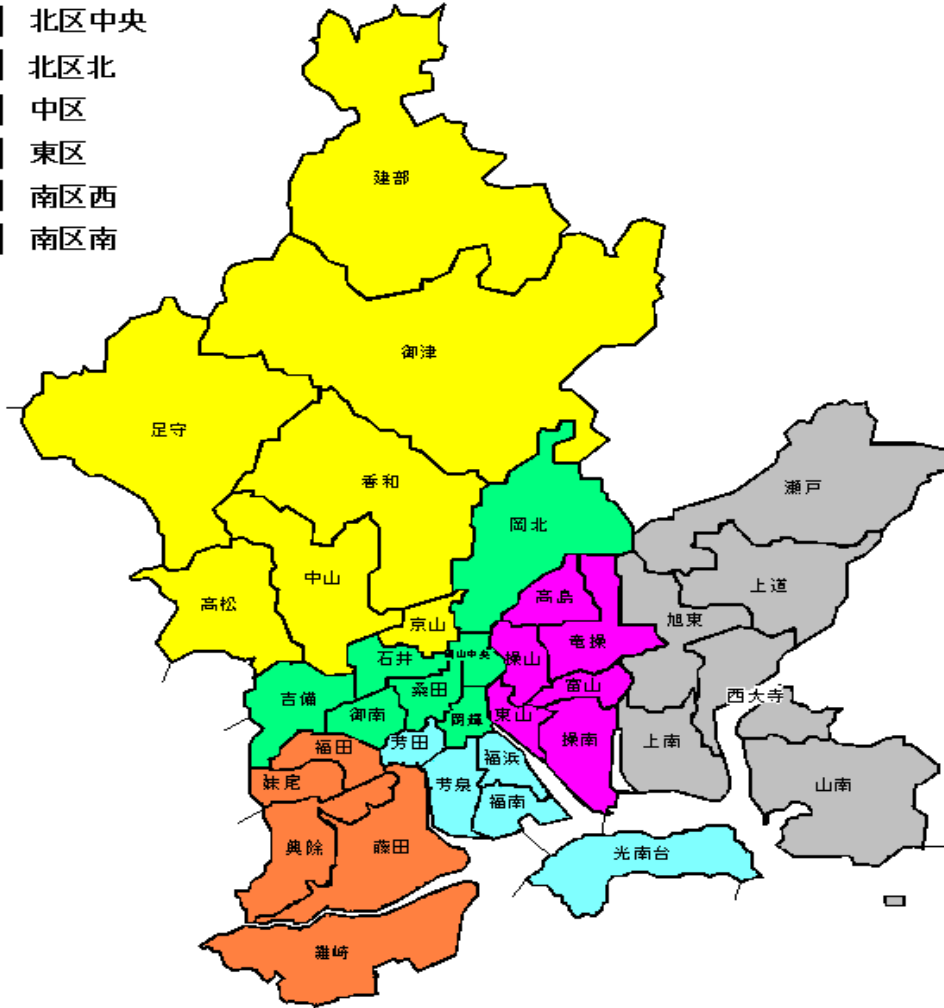 北区中央
北区北
中区
東区
南区西
南区南
建部
御津
足守
香和
瀬戸
岡北
中山
上道
高松
高島
旭東
京山
竜操
石井
岡山中央
操山
富山
吉備
桑田
西大寺
御南
岡輝
東山
操南
上南
福田
芳田
福浜
妹尾
芳泉
山南
福南
興除
藤田
光南台
灘崎